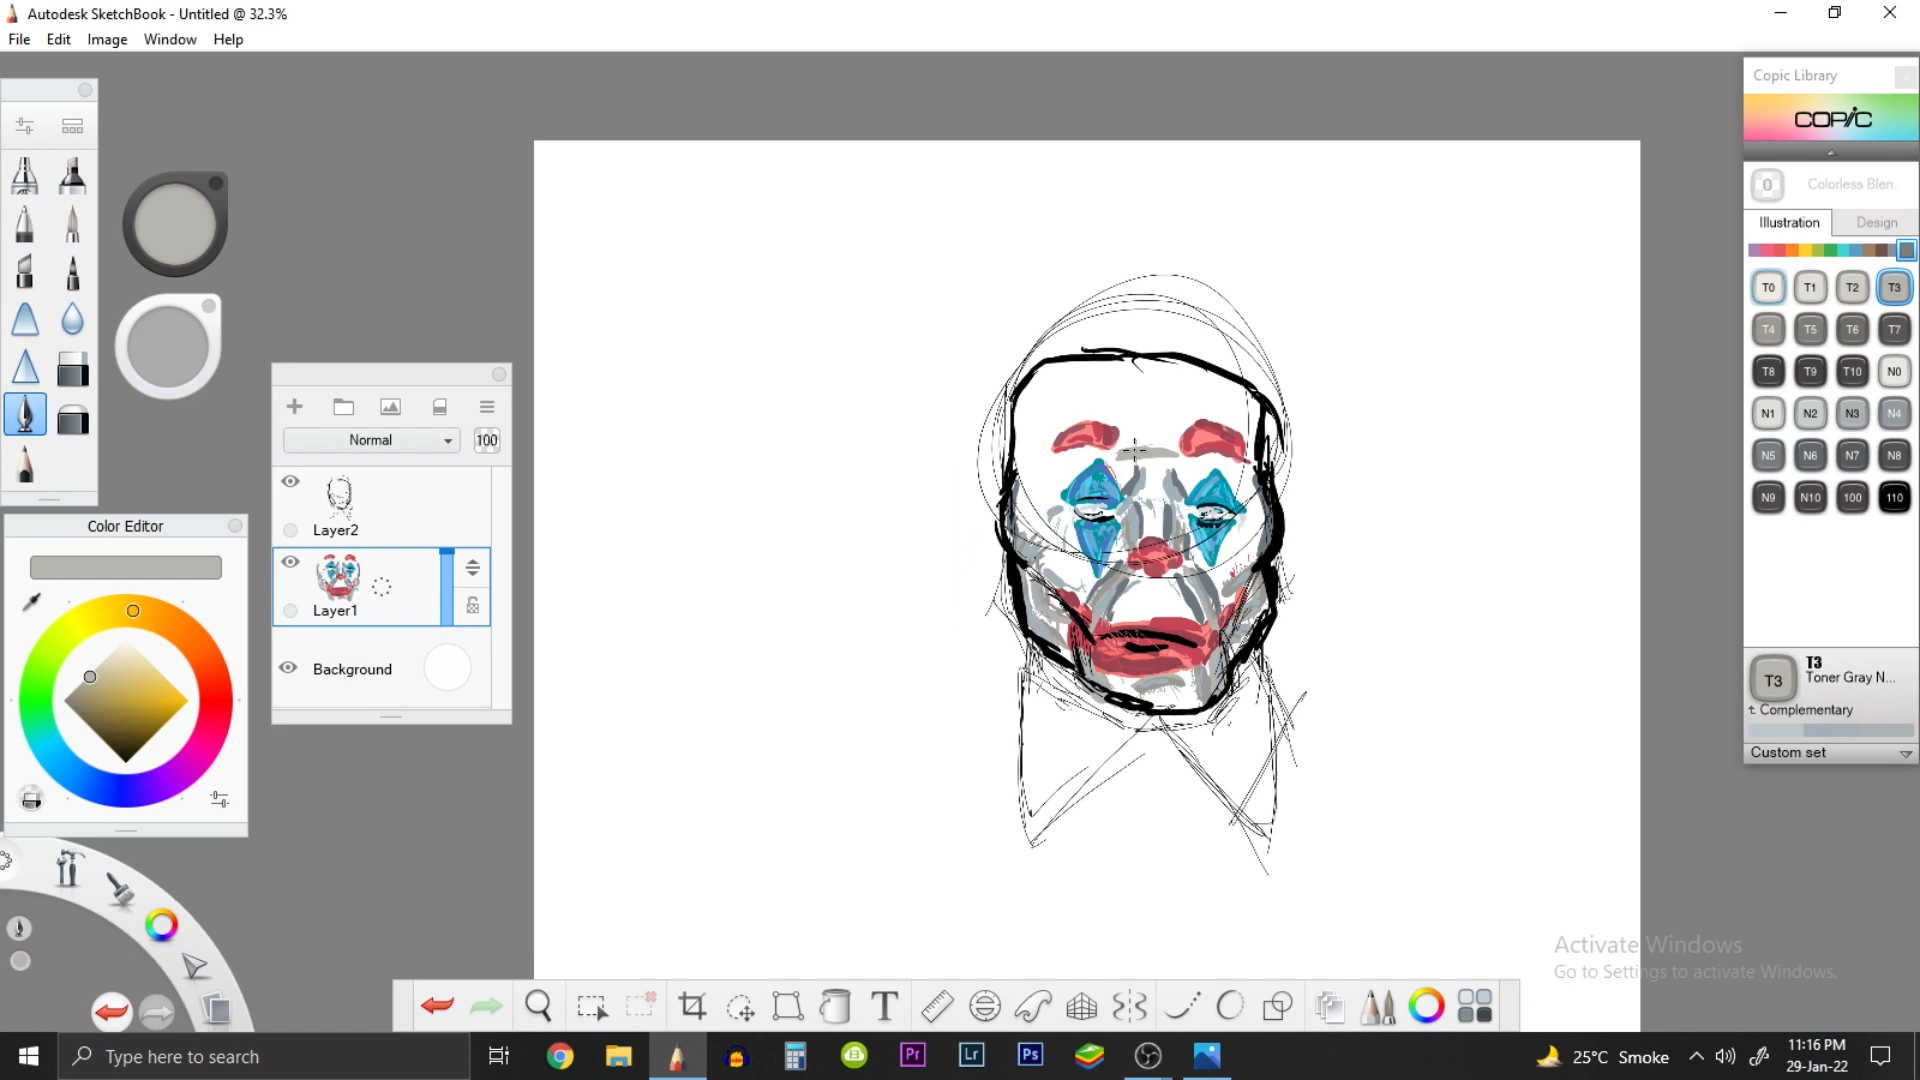 Autodesk SketchBook - Untitled @ 32.3%
File Edit Image Window Help
Copic Library
COPIC
0 Colorless Blen..
Illustration Design
T0 T1 T2 T3
T4 T5 T6 T7
T8 T9 T10 N0
N1 N2 N3 N4
N5 N6 N7 N8
N9 N10 100 110
Normal 100
Layer2
Layer1
Background
Color Editor
T3
T3
Toner Gray N...
Complementary
Custom set
Activate Windows
Go to Settings to activate Windows.
T
Type here to search
Pr Lr Ps
25°C Smoke
11:16 PM
29-Jan-22